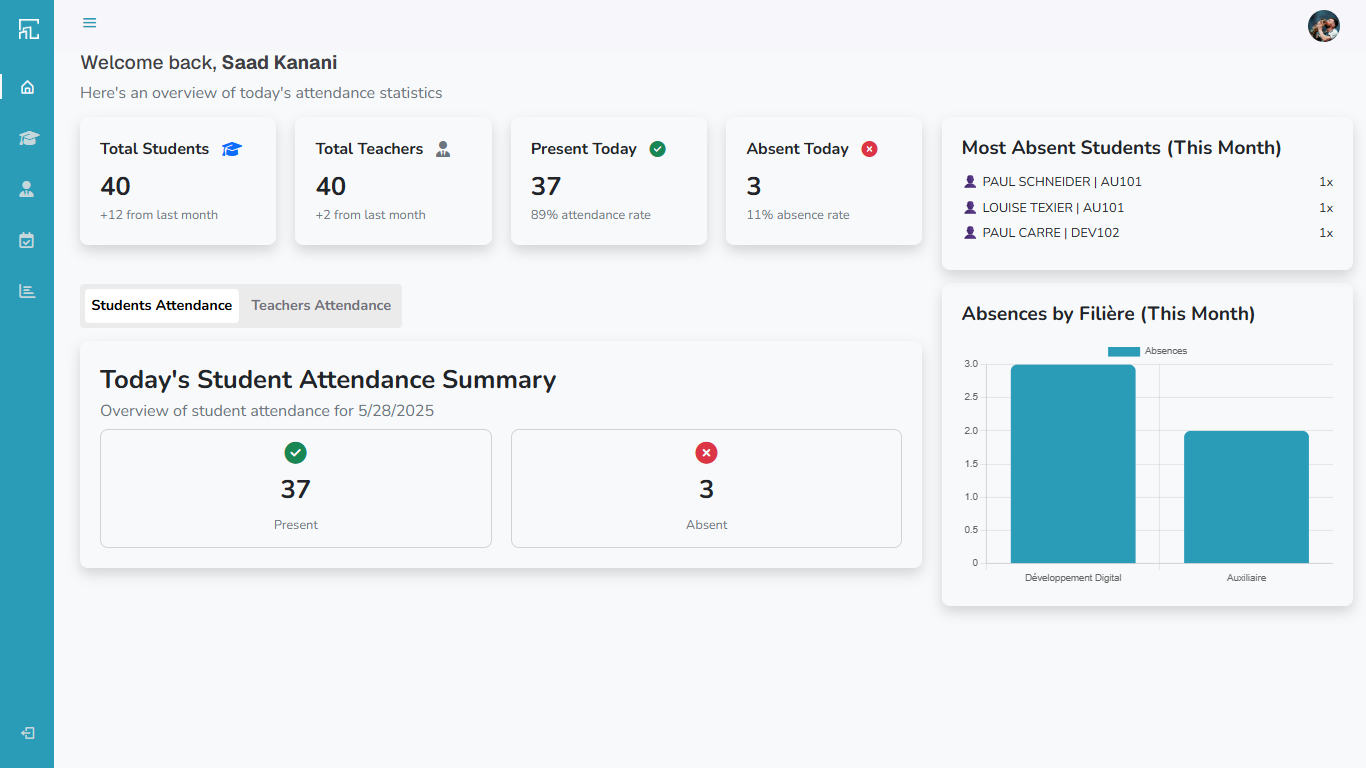 Welcome back, Saad Kanani
Here's an overview of today's attendance statistics
Total Students
40
+12 from last month
Total Teachers
40
+2 from last month
Present Today
37
89% attendance rate
Absent Today
3
11% absence rate
Most Absent Students (This Month)
PAUL SCHNEIDER | AU101 1x
LOUISE TEXIER | AU101 1x
PAUL CARRE | DEV102 1x
Students Attendance Teachers Attendance
Today's Student Attendance Summary
Overview of student attendance for 5/28/2025
37
Present
3
Absent
Absences by Filière (This Month)
Absences
3.0
2.5
2.0
1.5
1.0
0.5
0
Développement Digital Auxiliaire